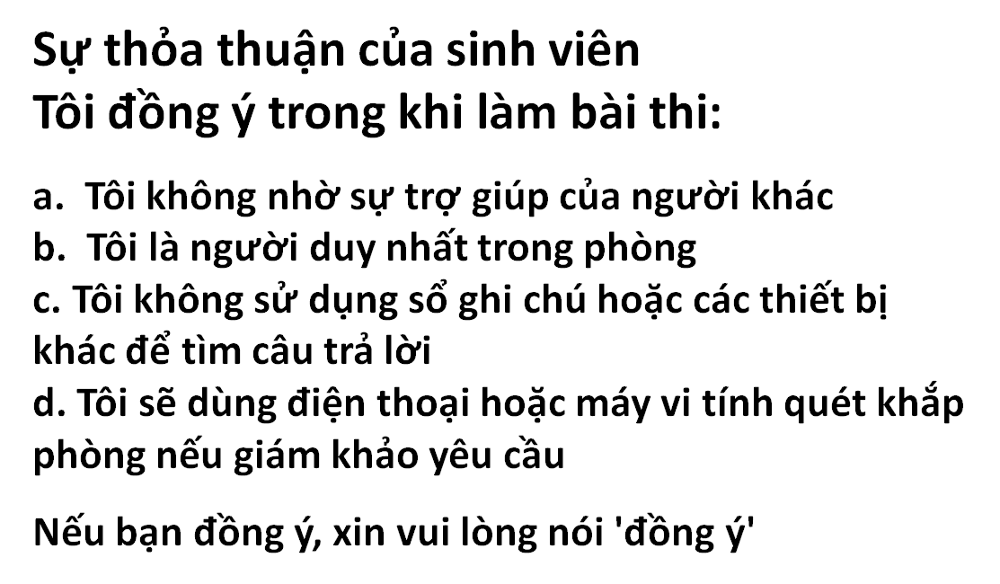 Sự thỏa thuận của sinh viên
Tôi đồng ý trong khi làm bài thi:
a. Tôi không nhờ sự trợ giúp của người khác
b. Tôi là người duy nhất trong phòng
c. Tôi không sử dụng sổ ghi chú hoặc các thiết bị
khác để tìm câu trả lời
d. Tôi sẽ dùng điện thoại hoặc máy vi tính quét khắp
phòng nếu giám khảo yêu cầu
Nếu bạn đồng ý, xin vui lòng nói 'đồng ý'